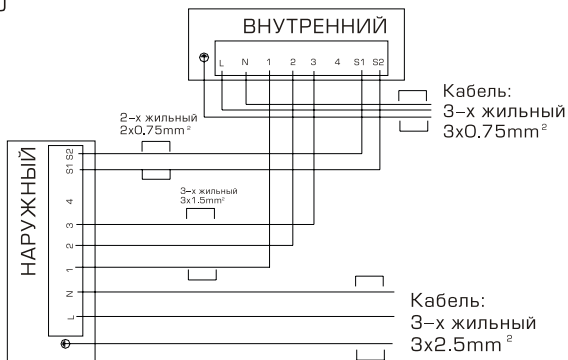 ВНУТРЕННИЙ
L N 1 2 3 4 S1 S2
Кабель:
3-х жильный
3x0.75mm²
2-х жильный
2x0.75mm²
НАРУЖНЫЙ
S1 S2
4
3
2
1
N
L
3-х жильный
3x1.5mm²
Кабель:
3-х жильный
3x2.5mm²